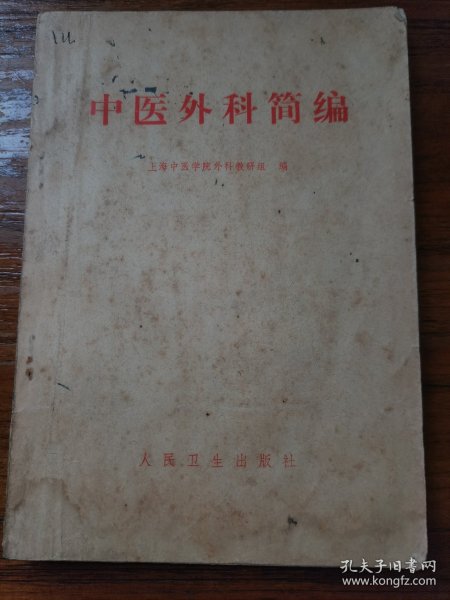 中医外科简编
上海中医学院外科教研组 编
人民卫生出版社
孔夫子旧书网
www.kongfz.com